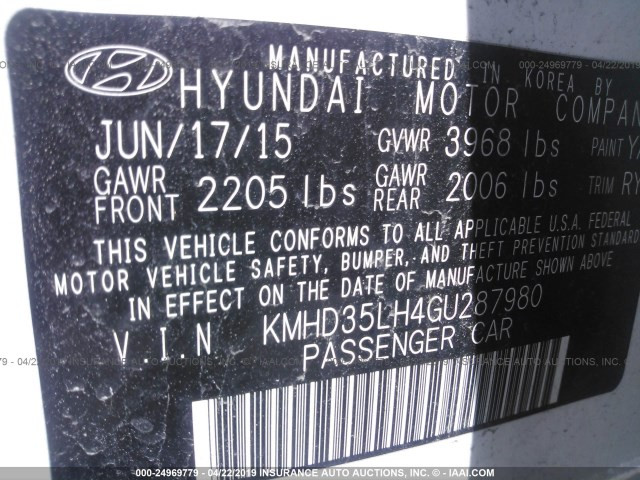 MANUFACTURED IN KOREA BY
HYUNDAI MOTOR COMPAN
JUN/17/15 GVWR 3968 lbs PAINT
GAWR FRONT 2205 lbs GAWR REAR 2006 lbs TRIM RY
THIS VEHICLE CONFORMS TO ALL APPLICABLE U.S.A. FEDERAL
MOTOR VEHICLE SAFETY, BUMPER, AND THEFT PREVENTION STANDARD
IN EFFECT ON THE DATE OF MANUFACTURE SHOWN ABOVE
V.I.N KMHD35LH4GU287980
PASSENGER CAR
000-24969779 - 04/22/2019 - INSURANCE AUTO AUCTIONS, INC. - © - IAAI.COM